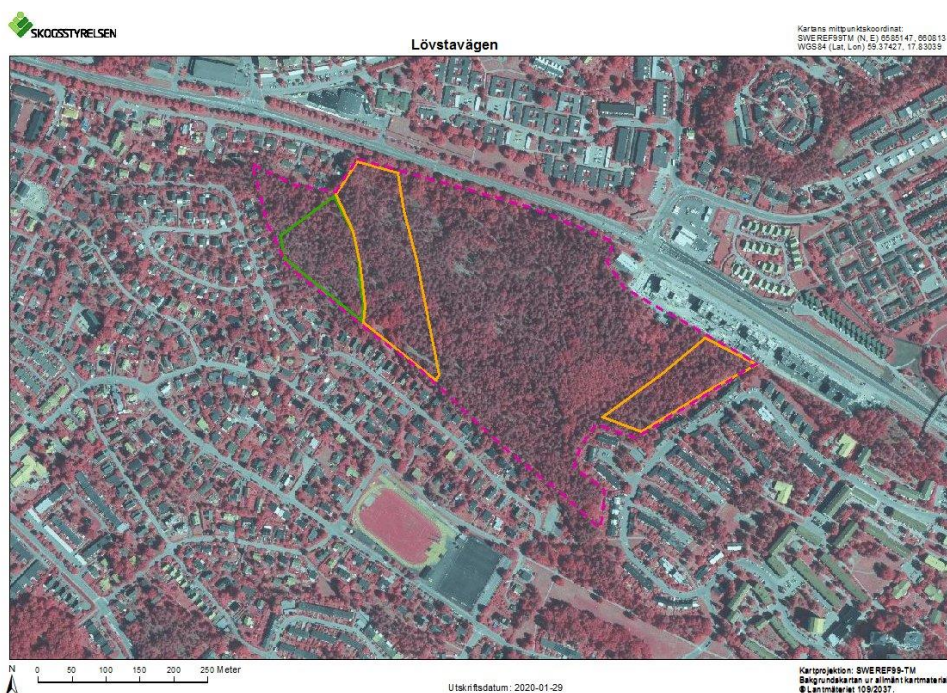 SKOGSSTYRELSEN
Lövstavägen
Kartans mittpunktskoordinat:
SWEREF99TM (N, E) 6585147, 660813
WGS84 (Lat, Lon) 59.37427, 17.83039
N
0 50 100 150 200 250 Meter
Utskriftsdatum: 2020-01-29
Kartprojektion: SWEREF99-TM
Bakgrundskartan ur allmänt kartmateria
© Lantmäteriet 109/2037.